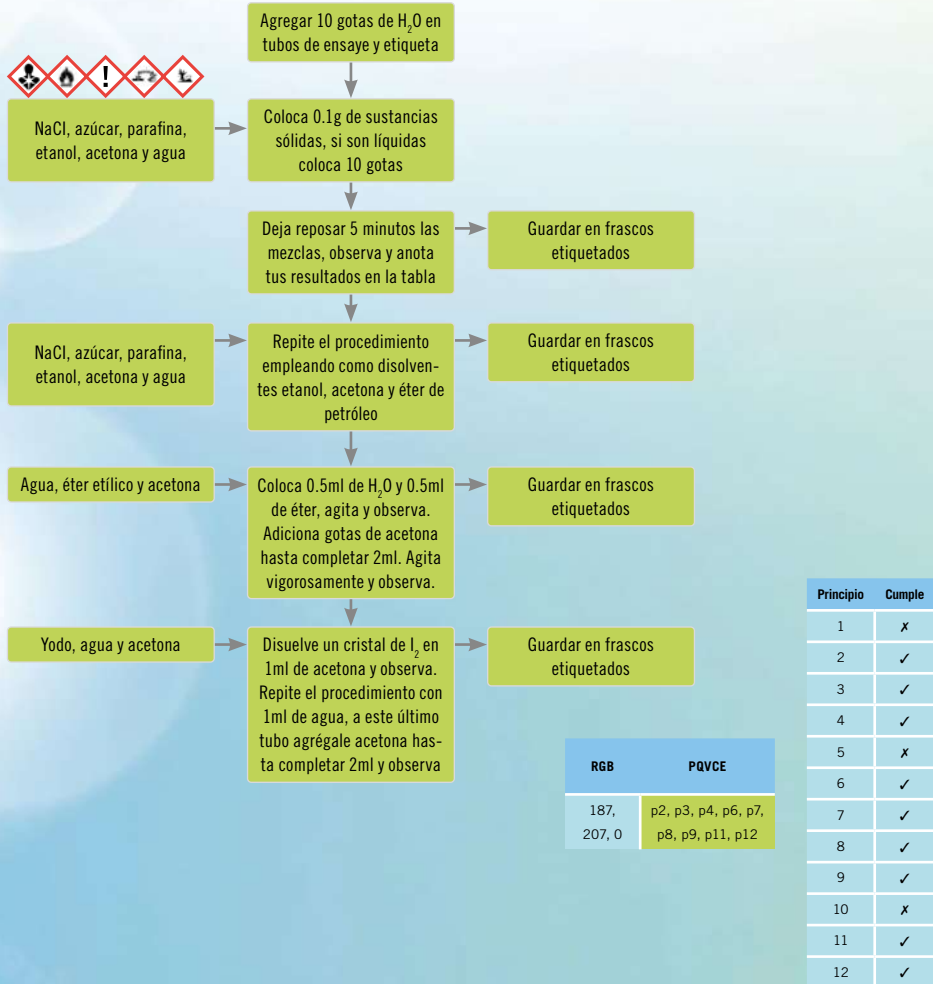 Agregar 10 gotas de H₂O en
tubos de ensaye y etiqueta
NaCl, azúcar, parafina,
etanol, acetona y agua
Coloca 0.1g de sustancias
sólidas, si son líquidas
coloca 10 gotas
Deja reposar 5 minutos las
mezclas, observa y anota
tus resultados en la tabla
Guardar en frascos
etiquetados
NaCl, azúcar, parafina,
etanol, acetona y agua
Repite el procedimiento
empleando como disolven-
tes etanol, acetona y éter de
petróleo
Guardar en frascos
etiquetados
Agua, éter etílico y acetona
Coloca 0.5ml de H₂O y 0.5ml
de éter, agita y observa.
Adiciona gotas de acetona
hasta completar 2ml. Agita
vigorosamente y observa.
Guardar en frascos
etiquetados
Yodo, agua y acetona
Disuelve un cristal de I₂ en
1ml de acetona y observa.
Repite el procedimiento con
1ml de agua, a este último
tubo agrégale acetona has-
ta completar 2ml y observa
Guardar en frascos
etiquetados
RGB PQVCE
187, p2, p3, p4, p6, p7,
207, 0 p8, p9, p11, p12
Principio Cumple
1 ✗
2 ✓
3 ✓
4 ✓
5 ✗
6 ✓
7 ✓
8 ✓
9 ✓
10 ✗
11 ✓
12 ✓